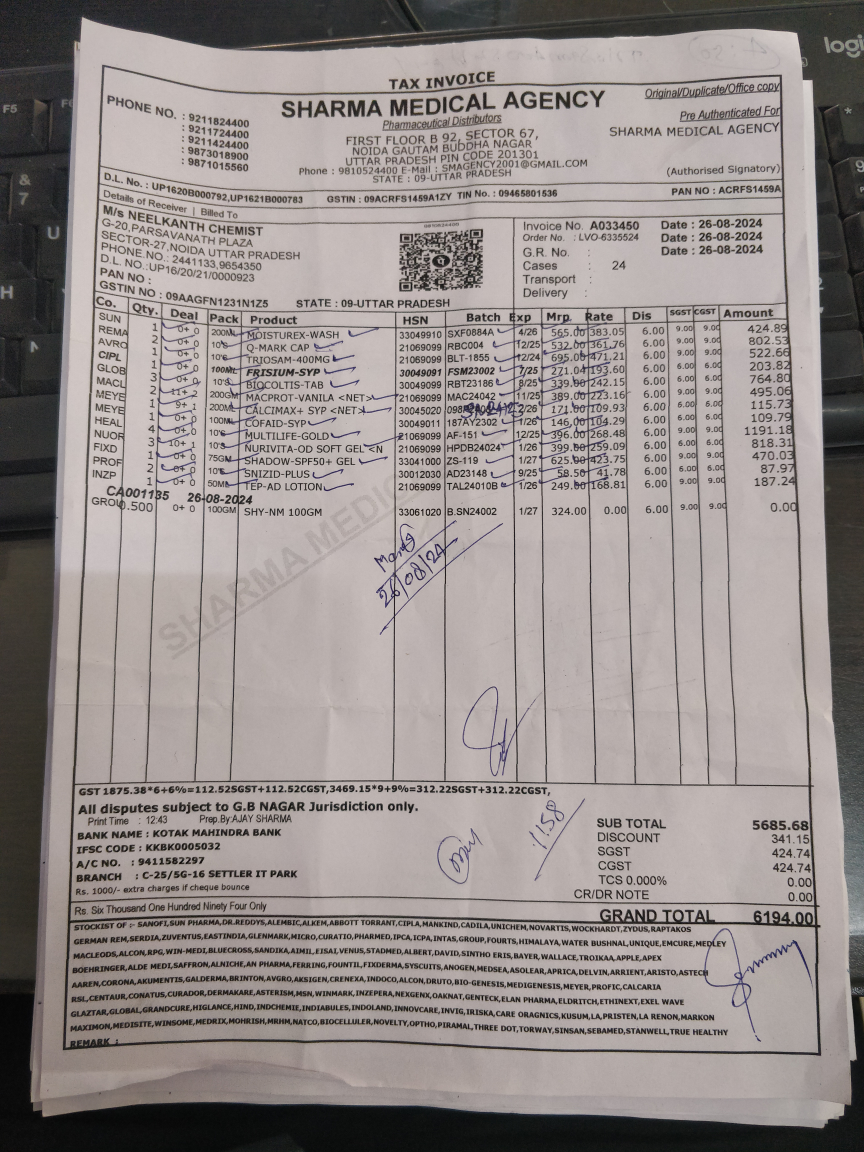 TAX INVOICE
Original/Duplicate/Office copy
PHONE NO. : 9211824400
: 9211724400
: 9211424400
: 9873018900
: 9871015560
SHARMA MEDICAL AGENCY
Pharmaceutical Distributors
FIRST FLOOR B 92, SECTOR 67,
NOIDA GAUTAM BUDDHA NAGAR
UTTAR PRADESH PIN CODE 201301
Phone : 9810524400 E-Mail : SMAGENCY2001@GMAIL.COM
STATE : 09-UTTAR PRADESH
Pre Authenticated For
SHARMA MEDICAL AGENCY
(Authorised Signatory)
D.L. No. : UP1620B000792,UP1621B000783 GSTIN : 09ACRFS1459A1ZY TIN No. : 09465801536 PAN NO : ACRFS1459A
Details of Receiver | Billed To
M/s NEELKANTH CHEMIST
G-20,PARSAVANATH PLAZA
SECTOR-27,NOIDA UTTAR PRADESH
PHONE.NO.: 2441133,9654350
D.L. NO.:UP16/20/21/0000923
PAN NO :
GSTIN NO : 09AAGFN1231N1Z5 STATE : 09-UTTAR PRADESH
Invoice No. A033450 Date : 26-08-2024
Order No. : LVO-6335524 Date : 26-08-2024
G.R. No. : Date : 26-08-2024
Cases : 24
Transport :
Delivery :
Co. Qty. Deal Pack Product HSN Batch Exp Mrp Rate Dis SGST CGST Amount
SUN 1 0+ 0 200ML MOISTUREX-WASH 33049910 SXF0884A 4/26 565.00 383.05 6.00 9.00 9.00 424.89
REMA 2 0+ 0 10'S Q-MARK CAP 21069099 RBC004 12/25 532.00 361.76 6.00 9.00 9.00 802.53
AVRO 1 0+ 0 10'S TRIOSAM-400MG 21069099 BLT-1855 12/24 695.00 471.21 6.00 9.00 9.00 522.66
CIPL 1 0+ 0 100ML FRISIUM-SYP 30049091 FSM23002 7/25 271.04 193.60 6.00 6.00 6.00 203.82
GLOB 3 0+ 0 10'S BIOCOLTIS-TAB 30049099 RBT23186 8/25 339.00 242.15 6.00 6.00 6.00 764.80
MACL 2 11+ 2 200GM MACPROT-VANILA <NET> 21069099 MAC24042 11/25 389.00 223.16 6.00 9.00 9.00 495.06
MEYE 1 9+ 1 200ML CALCIMAX+ SYP <NET> 30045020 2/26 171.00 109.93 6.00 6.00 6.00 115.73
MEYE 1 0+ 0 100ML COFAID-SYP 30049011 187AY2302 1/26 146.00 104.29 6.00 6.00 6.00 109.79
HEAL 4 0+ 0 10'S MULTILIFE-GOLD 21069099 AF-151 12/25 396.00 268.48 6.00 9.00 9.00 1191.18
NUOR 3 10+ 1 10'S NURIVITA-OD SOFT GEL <N 21069099 HPDB24024 1/26 399.00 259.09 6.00 6.00 6.00 818.31
FIXD 1 0+ 0 75GM SHADOW-SPF50+ GEL 33041000 ZS-119 1/27 625.00 423.75 6.00 9.00 9.00 470.03
PROF 2 0+ 0 10'S SNIZID-PLUS 30012030 AD23148 9/25 58.50 41.78 6.00 6.00 6.00 87.97
INZP 1 0+ 0 50ML TEP-AD LOTION 21069099 TAL24010B 1/26 249.00 168.81 6.00 9.00 9.00 187.24
CA001135 26-08-2024
GROU 0.500 0+ 0 100GM SHY-NM 100GM 33061020 B.SN24002 1/27 324.00 0.00 6.00 9.00 9.00 0.00
SHARMA MEDIC
26/08/24
GST 1875.38*6+6%=112.52SGST+112.52CGST,3469.15*9+9%=312.22SGST+312.22CGST,
All disputes subject to G.B NAGAR Jurisdiction only.
Print Time : 12:43 Prep.By:AJAY SHARMA
BANK NAME : KOTAK MAHINDRA BANK
IFSC CODE : KKBK0005032
A/C NO. : 9411582297
BRANCH : C-25/5G-16 SETTLER IT PARK
Rs. 1000/- extra charges if cheque bounce
1158
SUB TOTAL 5685.68
DISCOUNT 341.15
SGST 424.74
CGST 424.74
TCS 0.000% 0.00
CR/DR NOTE 0.00
Rs. Six Thousand One Hundred Ninety Four Only
GRAND TOTAL 6194.00
STOCKIST OF :- SANOFI,SUN PHARMA,DR.REDDYS,ALEMBIC,ALKEM,ABBOTT TORRANT,CIPLA,MANKIND,CADILA,UNICHEM,NOVARTIS,WOCKHARDT,ZYDUS,RAPTAKOS
GERMAN REM,SERDIA,ZUVENTUS,EASTINDIA,GLENMARK,MICRO,CURATIO,PHARMED,IPCA,ICPA,INTAS,GROUP,FOURTS,HIMALAYA,WATER BUSHNAL,UNIQUE,EMCURE,MEDLEY
MACLEODS,ALCON,RPG,WIN-MEDI,BLUECROSS,SANDIKA,AIMIL,EISAI,VENUS,STADMED,ALBERT,DAVID,SINTHO ERIS,BAYER,WALLACE,TROIKAA,APPLE,APEX
BOEHRINGER,ALDE MEDI,SAFFRON,ALNICHE,AN PHARMA,FERRING,FOUNTIL,FIXDERMA,SYSCUITS,ANOGEN,MEDSEA,ASOLEAR,APRICA,DELVIN,ARRIENT,ARISTO,ASTECH
AAREN,CORONA,AKUMENTIS,GALDERMA,BRINTON,AVGRO,AKSIGEN,CRENEXA,INDOCO,ALCON,DRUTO,BIO-GENESIS,MEDIGENESIS,MEYER,PROFIC,CALCARIA
RSL,CENTAUR,CONATUS,CURADOR,DERMAKARE,ASTERISM,MSN,WINMARK,INZEPERA,NEXGENX,OAKNAT,GENTECK,ELAN PHARMA,ELDRITCH,ETHINEXT,EXEL WAVE
GLAZTAR,GLOBAL,GRANDCURE,HIGLANCE,HIND,INDCHEMIE,INDIABULES,INDOLAND,INNOVCARE,INVIG,IRISKA,CARE ORAGNICS,KUSUM,LA,PRISTEN,LA RENON,MARKON
MAXIMON,MEDISITE,WINSOME,MEDRIX,MOHRISH,MRHM,NATCO,BIOCELLULER,NOVELTY,OPTHO,PIRAMAL,THREE DOT,TORWAY,SINSAN,SEBAMED,STANWELL,TRUE HEALTHY
REMARK :